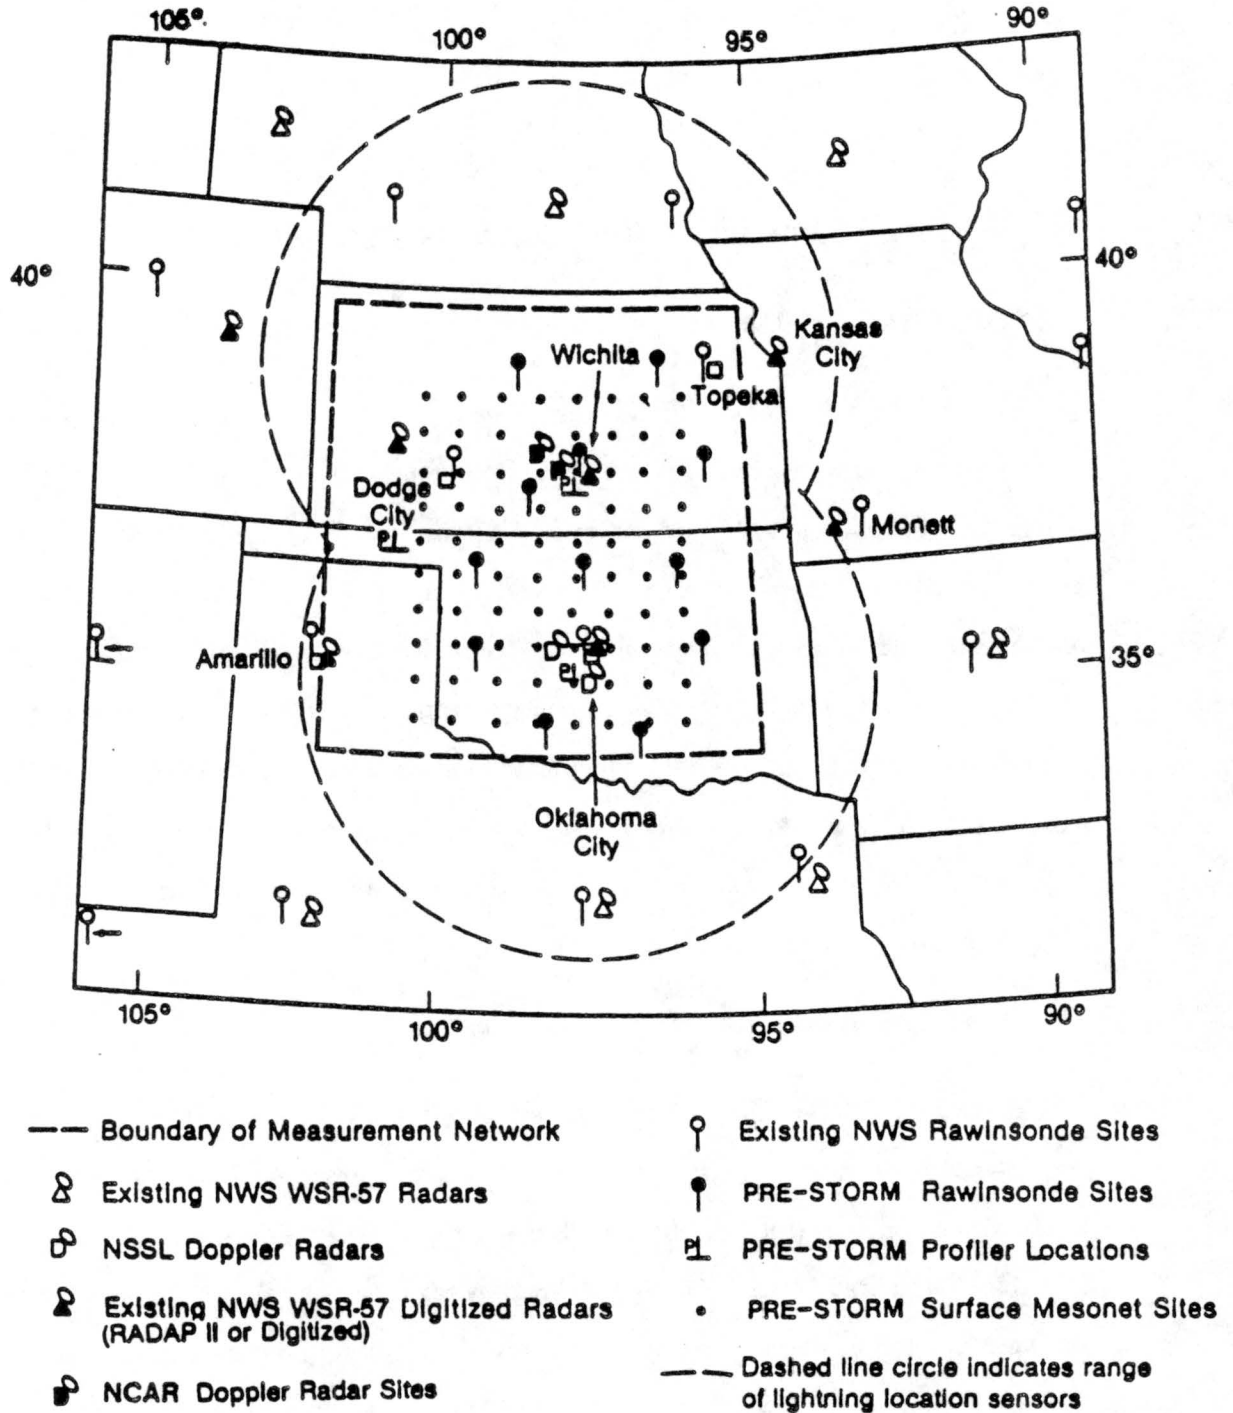 105°.
100°
95°
90°
40°
40°
Kansas
City
Wichita
Topeka
Dodge
City
PL
PL
Monett
Amarillo
PL
35°
Oklahoma
City
105°
100°
95°
90°
Boundary of Measurement Network
Existing NWS WSR-57 Radars
NSSL Doppler Radars
Existing NWS WSR-57 Digitized Radars
(RADAP II or Digitized)
NCAR Doppler Radar Sites
Existing NWS Rawinsonde Sites
PRE-STORM Rawinsonde Sites
PL PRE-STORM Profiler Locations
PRE-STORM Surface Mesonet Sites
Dashed line circle indicates range
of lightning location sensors